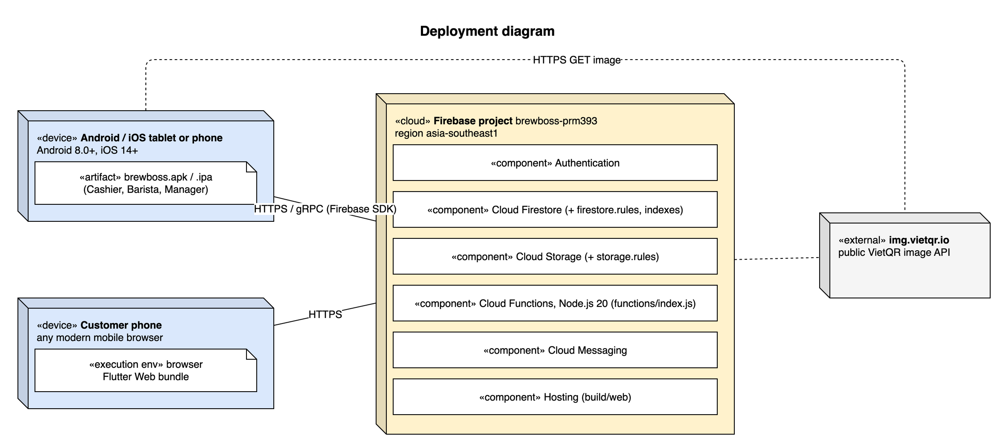 Deployment diagram
HTTPS GET image
«device» Android / iOS tablet or phone
Android 8.0+, iOS 14+
«artifact» brewboss.apk / .ipa
(Cashier, Barista, Manager)
HTTPS / gRPC (Firebase SDK)
«device» Customer phone
any modern mobile browser
«execution env» browser
Flutter Web bundle
HTTPS
«cloud» Firebase project brewboss-prm393
region asia-southeast1
«component» Authentication
«component» Cloud Firestore (+ firestore.rules, indexes)
«component» Cloud Storage (+ storage.rules)
«component» Cloud Functions, Node.js 20 (functions/index.js)
«component» Cloud Messaging
«component» Hosting (build/web)
«external» img.vietqr.io
public VietQR image API